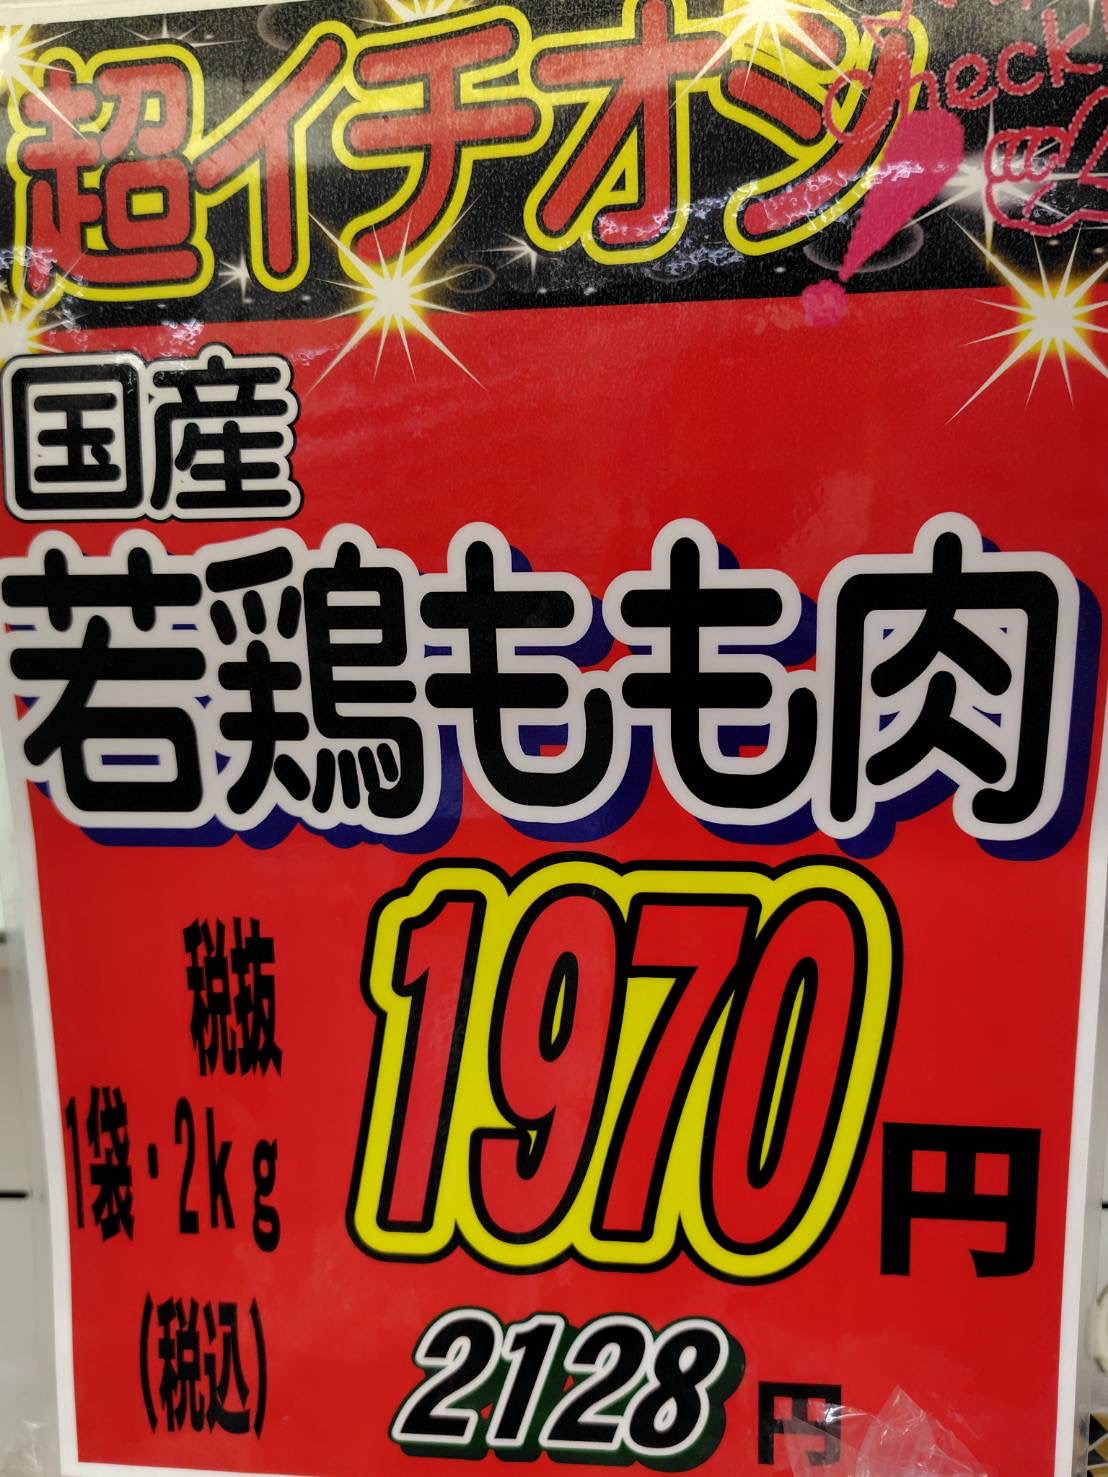 超イチオシ
Check
国産
若鶏もも肉
税抜
1袋・2kg
1970円
(税込)
2128円